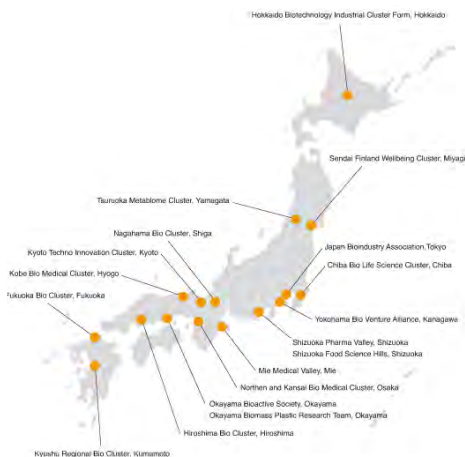 Hokkaido Biotechnology Industrial Cluster Form, Hokkaido
Sendai Finland Wellbeing Cluster, Miyagi
Tsuruoka Metablome Cluster, Yamagata
Nagahama Bio Cluster, Shiga
Japan Bioindustry Association,Tokyo
Kyoto Techno Innovation Cluster, Kyoto
Chiba Bio Life Science Cluster, Chiba
Kobe Bio Medical Cluster, Hyogo
Fukuoka Bio Cluster, Fukuoka
Yokohama Bio Venture Alliance, Kanagawa
Shizuoka Pharma Valley, Shizuoka
Shizuoka Food Science Hills, Shizuoka
Mie Medical Valley, Mie
Northen and Kansai Bio Medical Cluster, Osaka
Okayama Bioactive Society, Okayama
Okayama Biomass Plastic Research Team, Okayama
Hiroshima Bio Cluster, Hiroshima
Kyushu Regional Bio Cluster, Kumamoto